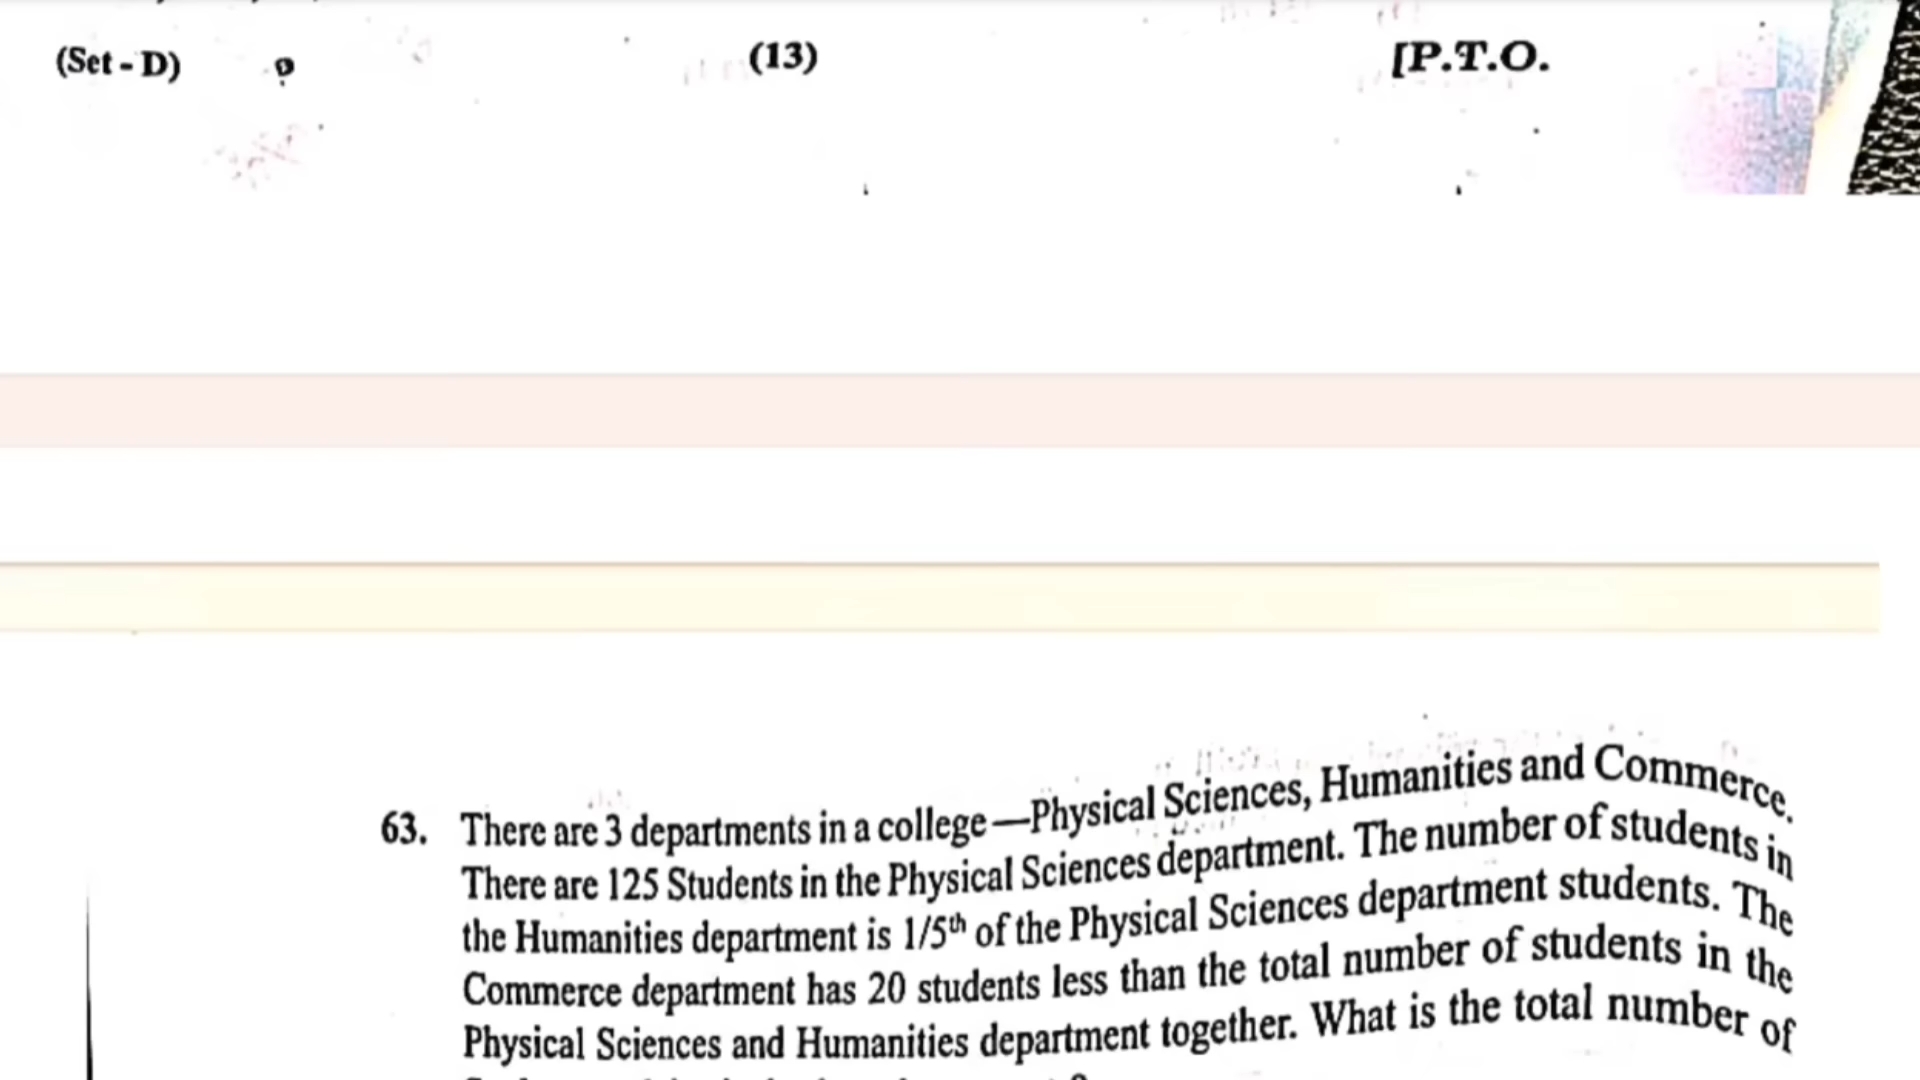 (Set - D)
(13)
[P.T.O.
63. There are 3 departments in a college—Physical Sciences, Humanities and Commerce.
There are 125 Students in the Physical Sciences department. The number of students in
the Humanities department is 1/5th of the Physical Sciences department students. The
Commerce department has 20 students less than the total number of students in the
Physical Sciences and Humanities department together. What is the total number of